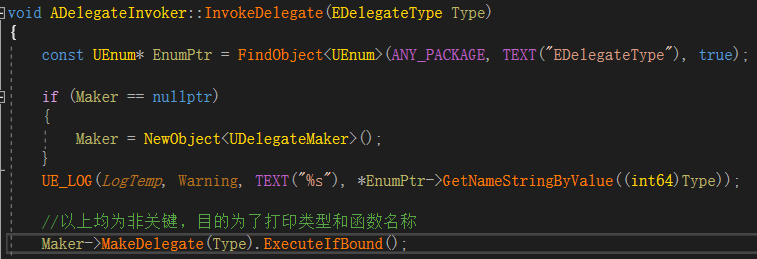 void ADelegateInvoker::InvokeDelegate(EDelegateType Type)
{
const UEnum* EnumPtr = FindObject<UEnum>(ANY_PACKAGE, TEXT("EDelegateType"), true);
if (Maker == nullptr)
{
Maker = NewObject<UDelegateMaker>();
}
UE_LOG(LogTemp, Warning, TEXT("%s"), *EnumPtr->GetNameStringByValue((int64)Type));
//以上均为非关键，目的为了打印类型和函数名称
Maker->MakeDelegate(Type).ExecuteIfBound();